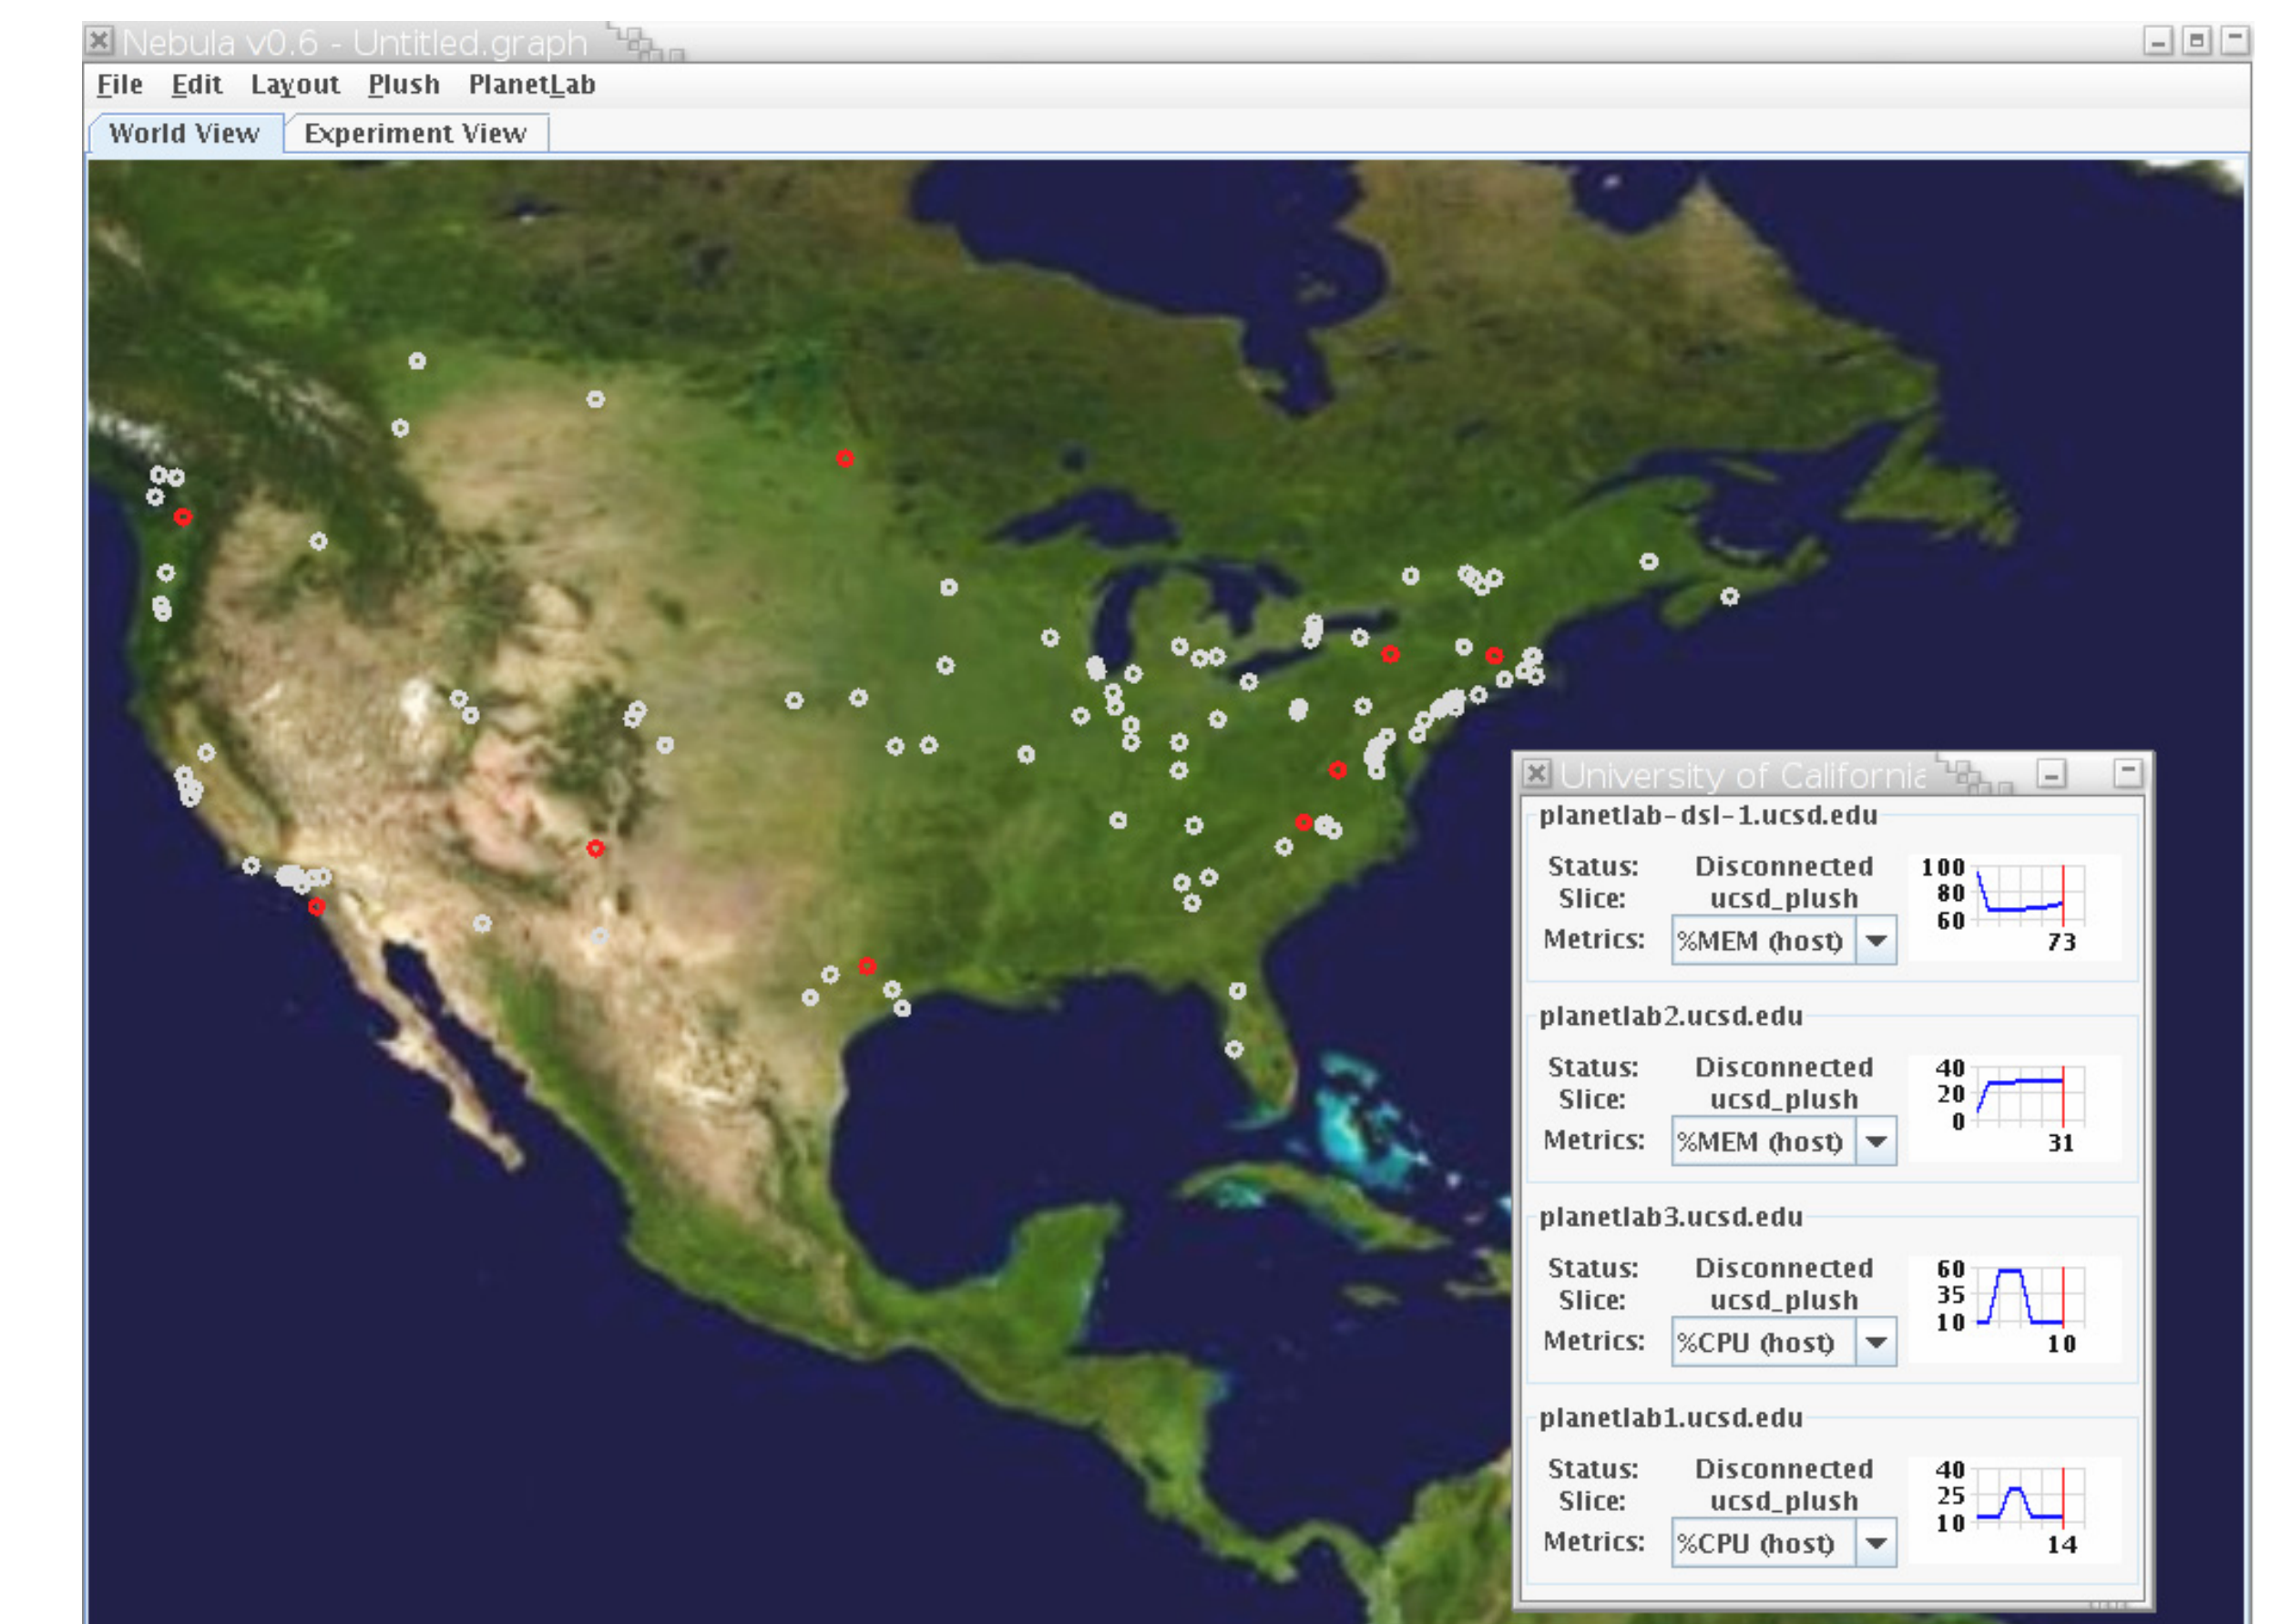 Nebula v0.6 - Untitled.graph
File Edit Layout Plush PlanetLab
World View Experiment View
University of California
planetlab-dsl-1.ucsd.edu
Status: Disconnected
Slice: ucsd_plush
Metrics: %MEM (host)
100
80
60
73
planetlab2.ucsd.edu
Status: Disconnected
Slice: ucsd_plush
Metrics: %MEM (host)
40
20
0
31
planetlab3.ucsd.edu
Status: Disconnected
Slice: ucsd_plush
Metrics: %CPU (host)
60
35
10
10
planetlab1.ucsd.edu
Status: Disconnected
Slice: ucsd_plush
Metrics: %CPU (host)
40
25
10
14